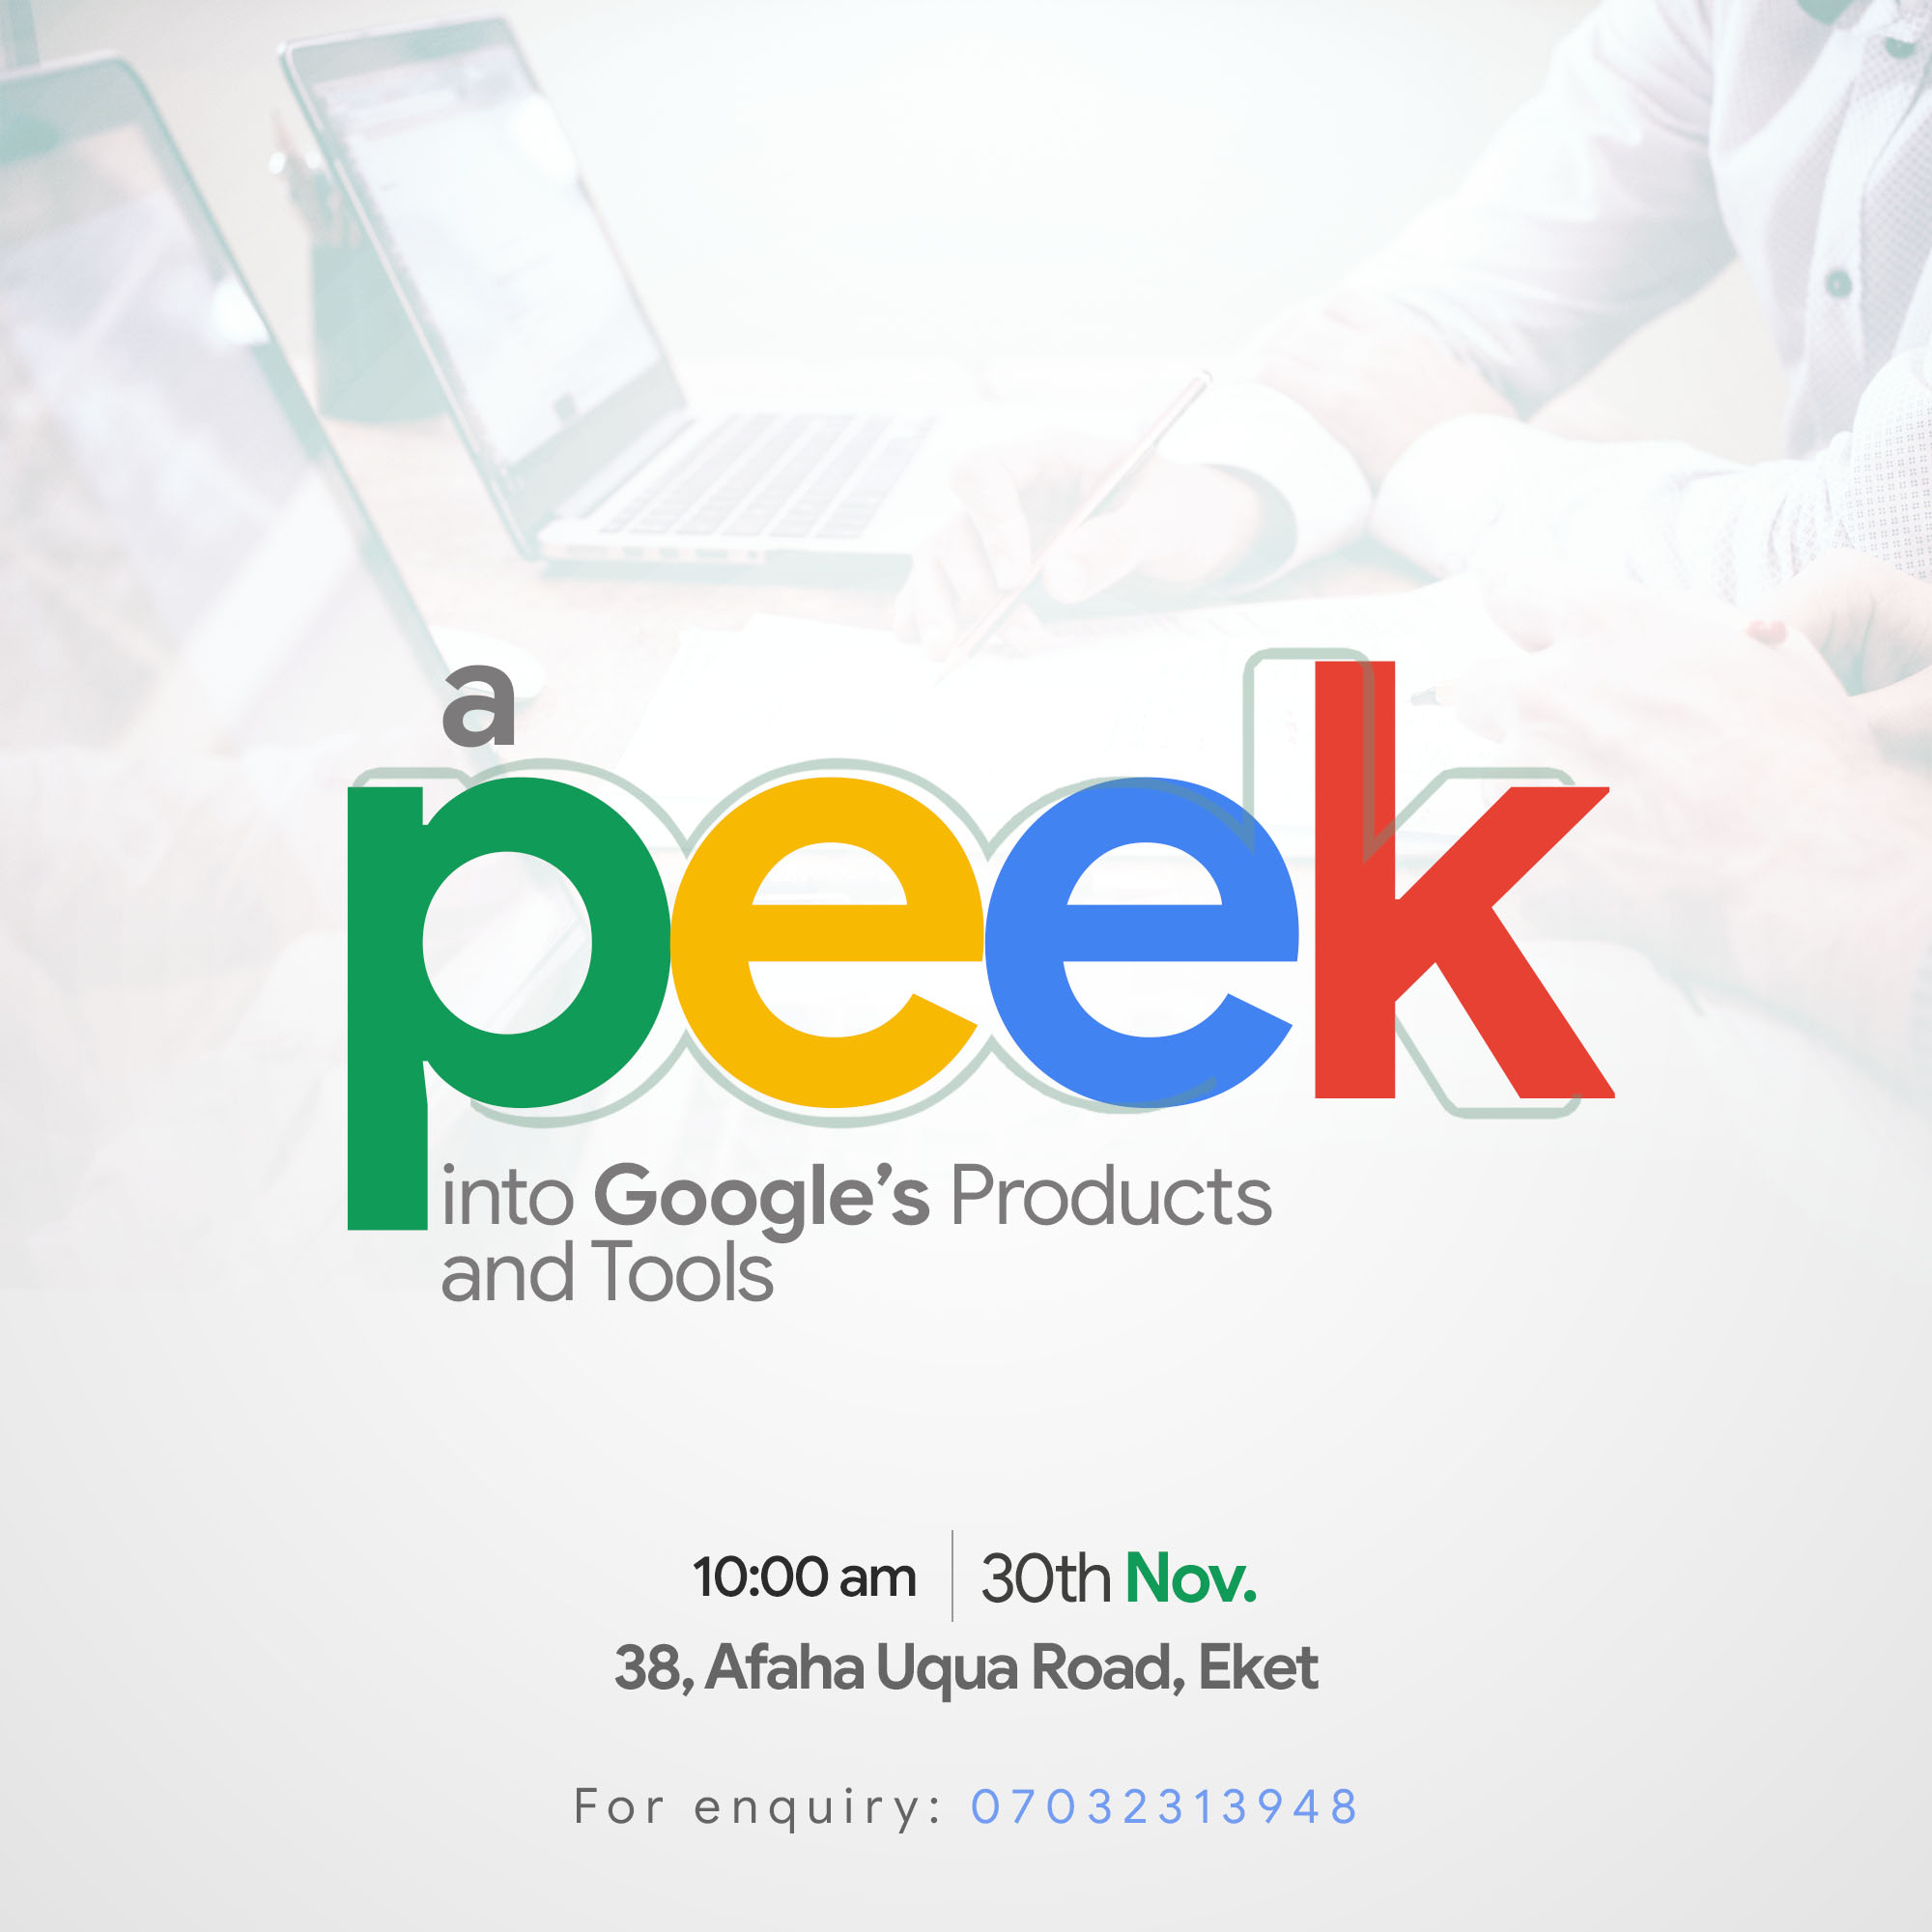 a
peek
into Google’s Products
and Tools
10:00 am | 30th Nov.
38, Afaha Uqua Road, Eket
For enquiry: 07032313948